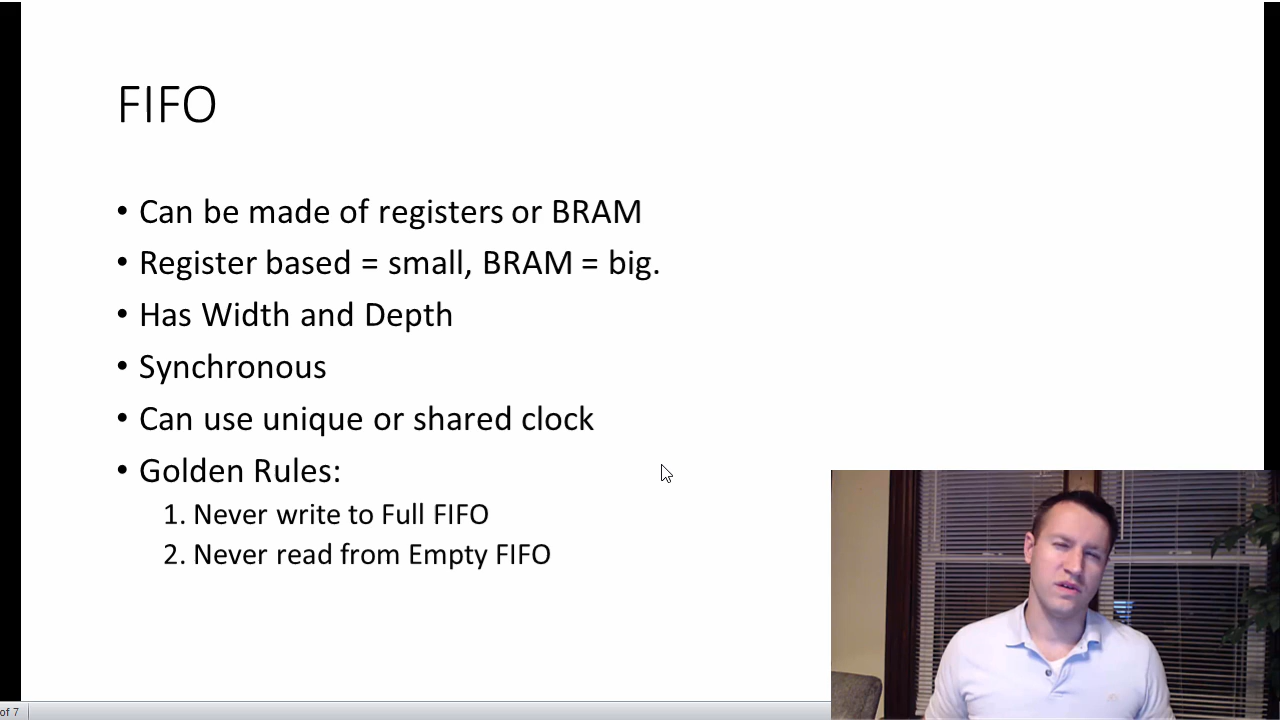 FIFO
• Can be made of registers or BRAM
• Register based = small, BRAM = big.
• Has Width and Depth
• Synchronous
• Can use unique or shared clock
• Golden Rules:
1. Never write to Full FIFO
2. Never read from Empty FIFO
of 7